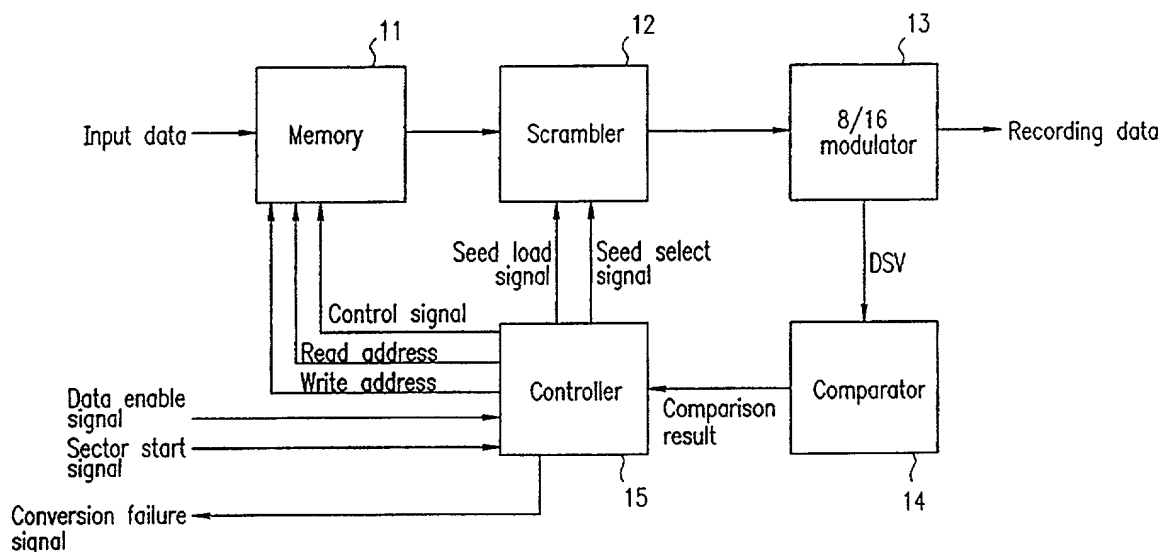 11
12
13
Input data
Memory
Scrambler
8/16
modulator
Recording data
Seed load
signal
Seed select
signal
DSV
Control signal
Read address
Write address
Controller
Comparator
Data enable
signal
Comparison
result
Sector start
signal
15
14
Conversion failure
signal